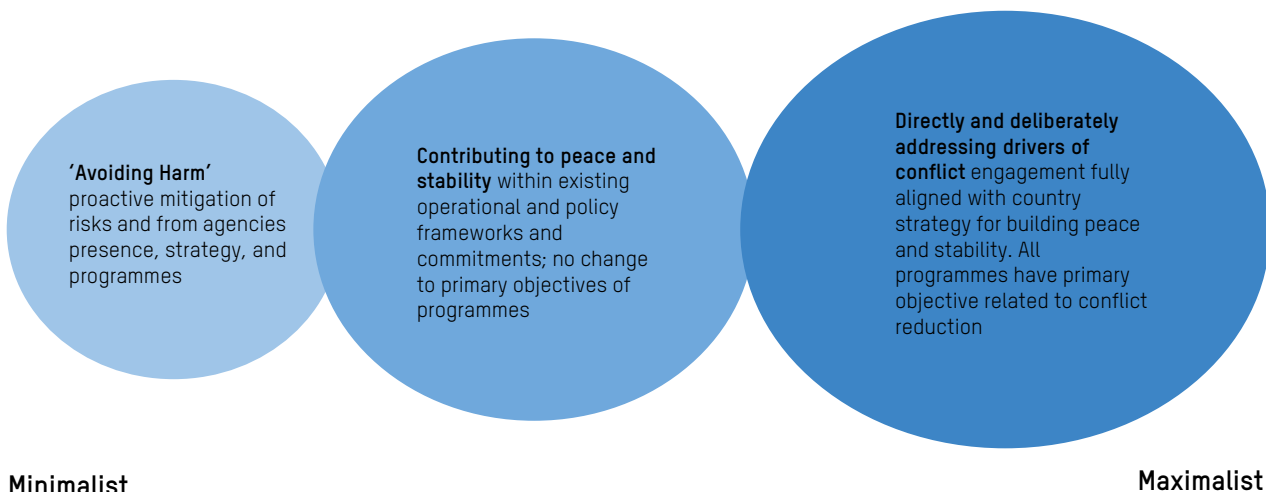 ‘Avoiding Harm’
proactive mitigation of
risks and from agencies
presence, strategy, and
programmes
Contributing to peace and
stability within existing
operational and policy
frameworks and
commitments; no change
to primary objectives of
programmes
Directly and deliberately
addressing drivers of
conflict engagement fully
aligned with country
strategy for building peace
and stability. All
programmes have primary
objective related to conflict
reduction
Minimalist
Maximalist